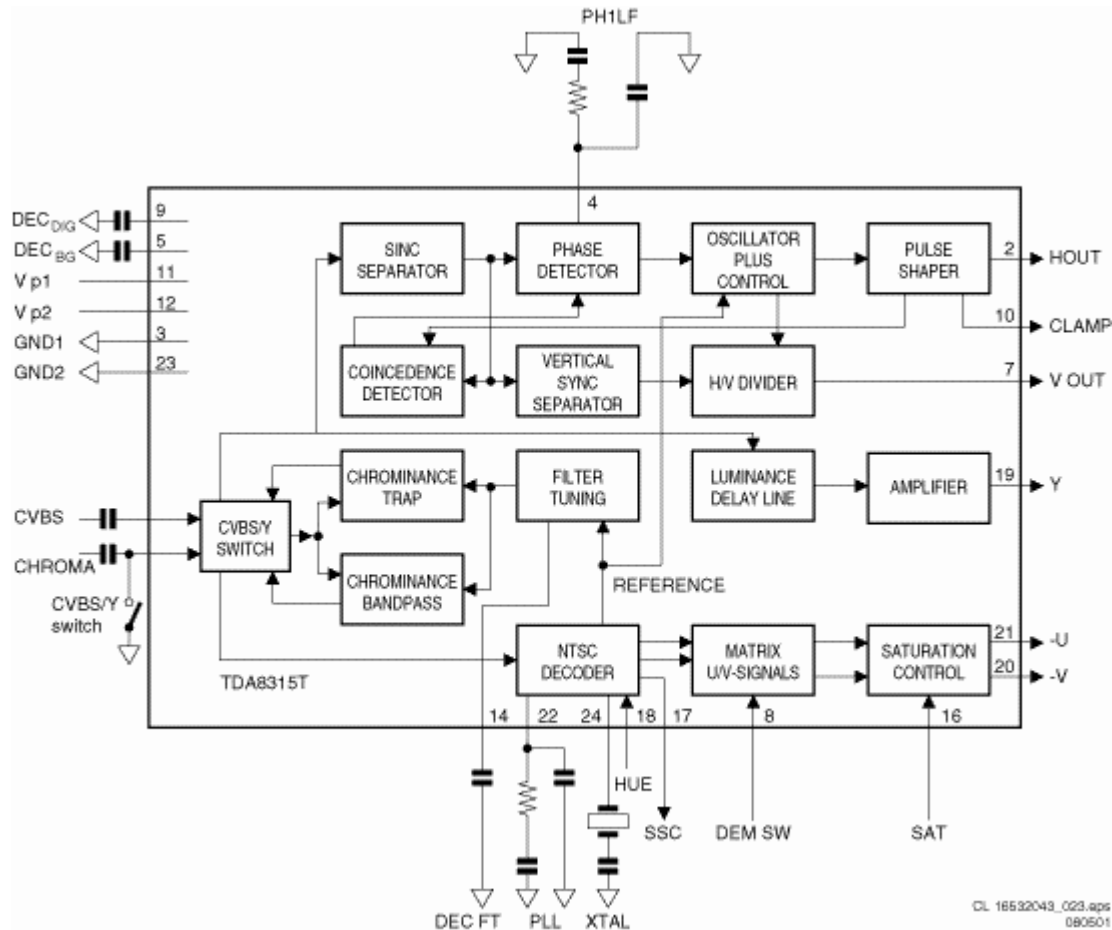 PH1LF
4
DEC DIG 9
DEC BG 5
V p1 11
V p2 12
GND1 3
GND2 23
SINC
SEPARATOR
PHASE
DETECTOR
OSCILLATOR
PLUS
CONTROL
PULSE
SHAPER
2 HOUT
10 CLAMP
COINCEDENCE
DETECTOR
VERTICAL
SYNC
SEPARATOR
H/V DIVIDER
7 V OUT
CHROMINANCE
TRAP
FILTER
TUNING
LUMINANCE
DELAY LINE
AMPLIFIER
19 Y
CVBS
CHROMA
CVBS/Y
SWITCH
CHROMINANCE
BANDPASS
REFERENCE
CVBS/Y
switch
TDA8315T
NTSC
DECODER
MATRIX
U/V-SIGNALS
SATURATION
CONTROL
21 -U
20 -V
14 22 24 18 17 8 16
HUE
SSC DEM SW SAT
DEC FT PLL XTAL
CL 16532043_023.eps
080501